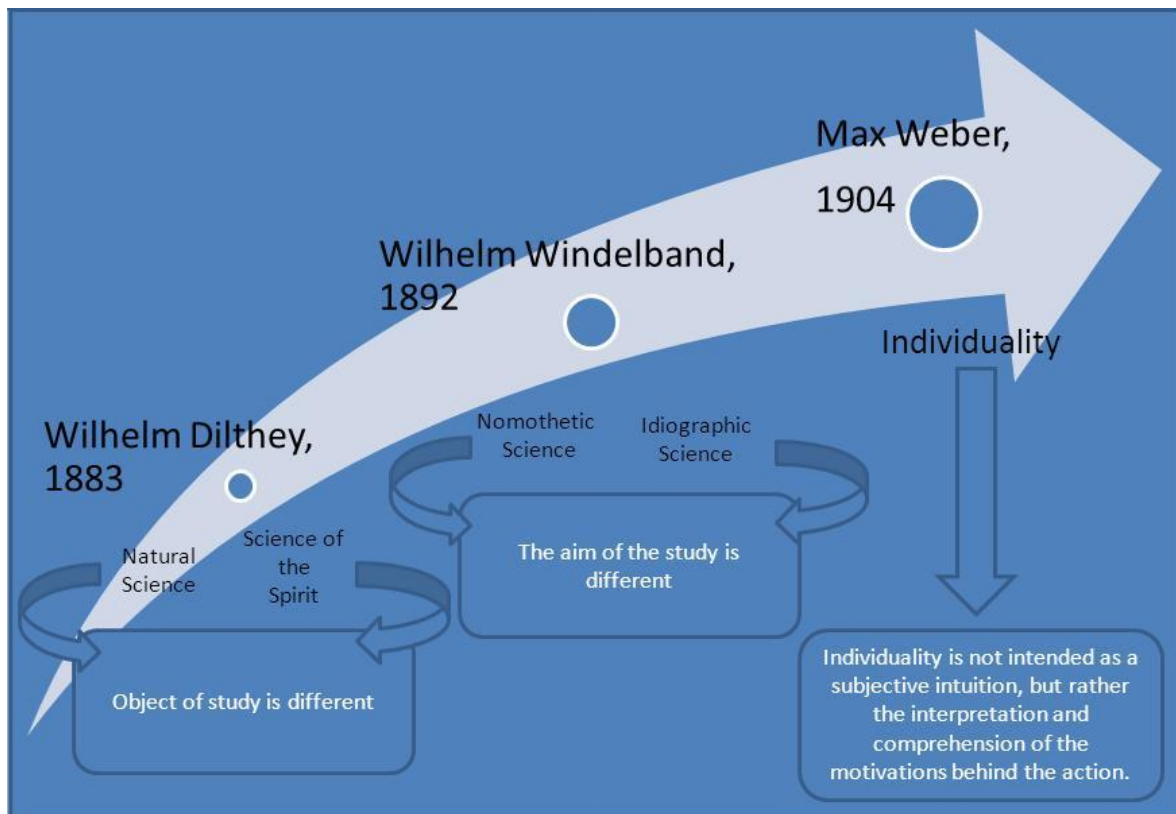 Wilhelm Dilthey,
1883
Natural
Science
Science of
the
Spirit
Object of study is different
Wilhelm Windelband,
1892
Nomothetic
Science
Idiographic
Science
The aim of the study is
different
Max Weber,
1904
Individuality
Individuality is not intended as a
subjective intuition, but rather
the interpretation and
comprehension of the
motivations behind the action.